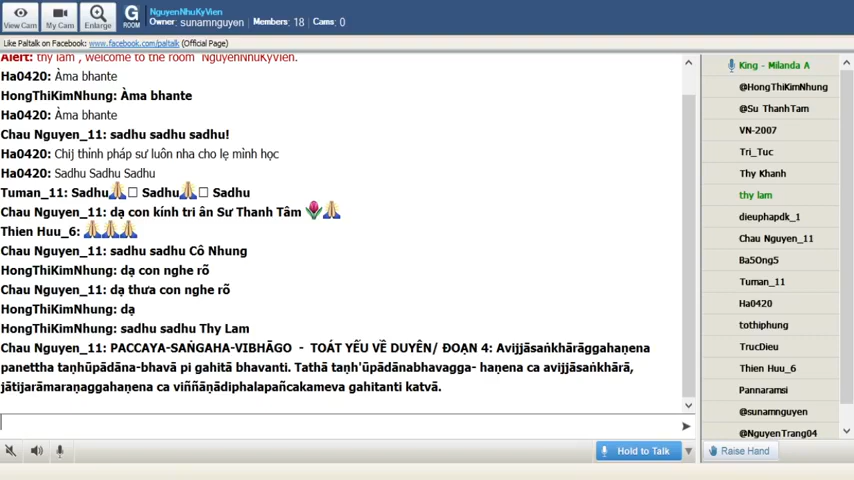 View Cam
My Cam
Enlarge
G
ROOM
NguyenNhuKyVien
Owner: sunamnguyen Members: 18 Cams: 0
Like Paltalk on Facebook: www.facebook.com/paltalk (Official Page)
Alert: thy lam , welcome to the room NguyenNhuKyVien.
Ha0420: Àma bhante
HongThiKimNhung: Àma bhante
Ha0420: Àma bhante
Chau Nguyen_11: sadhu sadhu sadhu!
Ha0420: Chij thỉnh pháp sư luôn nha cho lẹ mình học
Ha0420: Sadhu Sadhu Sadhu
Tuman_11: Sadhu🙏□ Sadhu🙏□ Sadhu
Chau Nguyen_11: dạ con kính tri ân Sư Thanh Tâm 🌷🙏
Thien Huu_6: 🙏🙏🙏
Chau Nguyen_11: sadhu sadhu Cô Nhung
HongThiKimNhung: dạ con nghe rõ
Chau Nguyen_11: dạ thưa con nghe rõ
HongThiKimNhung: dạ
HongThiKimNhung: sadhu sadhu Thy Lam
Chau Nguyen_11: PACCAYA-SAṄGAHA-VIBHĀGO - TOÁT YẾU VỀ DUYÊN/ ĐOẠN 4: Avijjāsaṅkhārāggahaṇena
panettha taṇhūpādāna-bhavā pi gahitā bhavanti. Tathā taṇh'ūpādānabhavagga- haṇena ca avijjāsaṅkhārā,
jātijarāmaraṇaggahaṇena ca viññāṇādiphalapañcakameva gahitanti katvā.
Hold to Talk
King - Milanda A
@HongThiKimNhung
@Su ThanhTam
VN-2007
Tri_Tuc
Thy Khanh
thy lam
dieuphapdk_1
Chau Nguyen_11
Ba5Ong5
Tuman_11
Ha0420
tothiphung
TrucDieu
Thien Huu_6
Pannaramsi
@sunamnguyen
@NguyenTrang04
Raise Hand